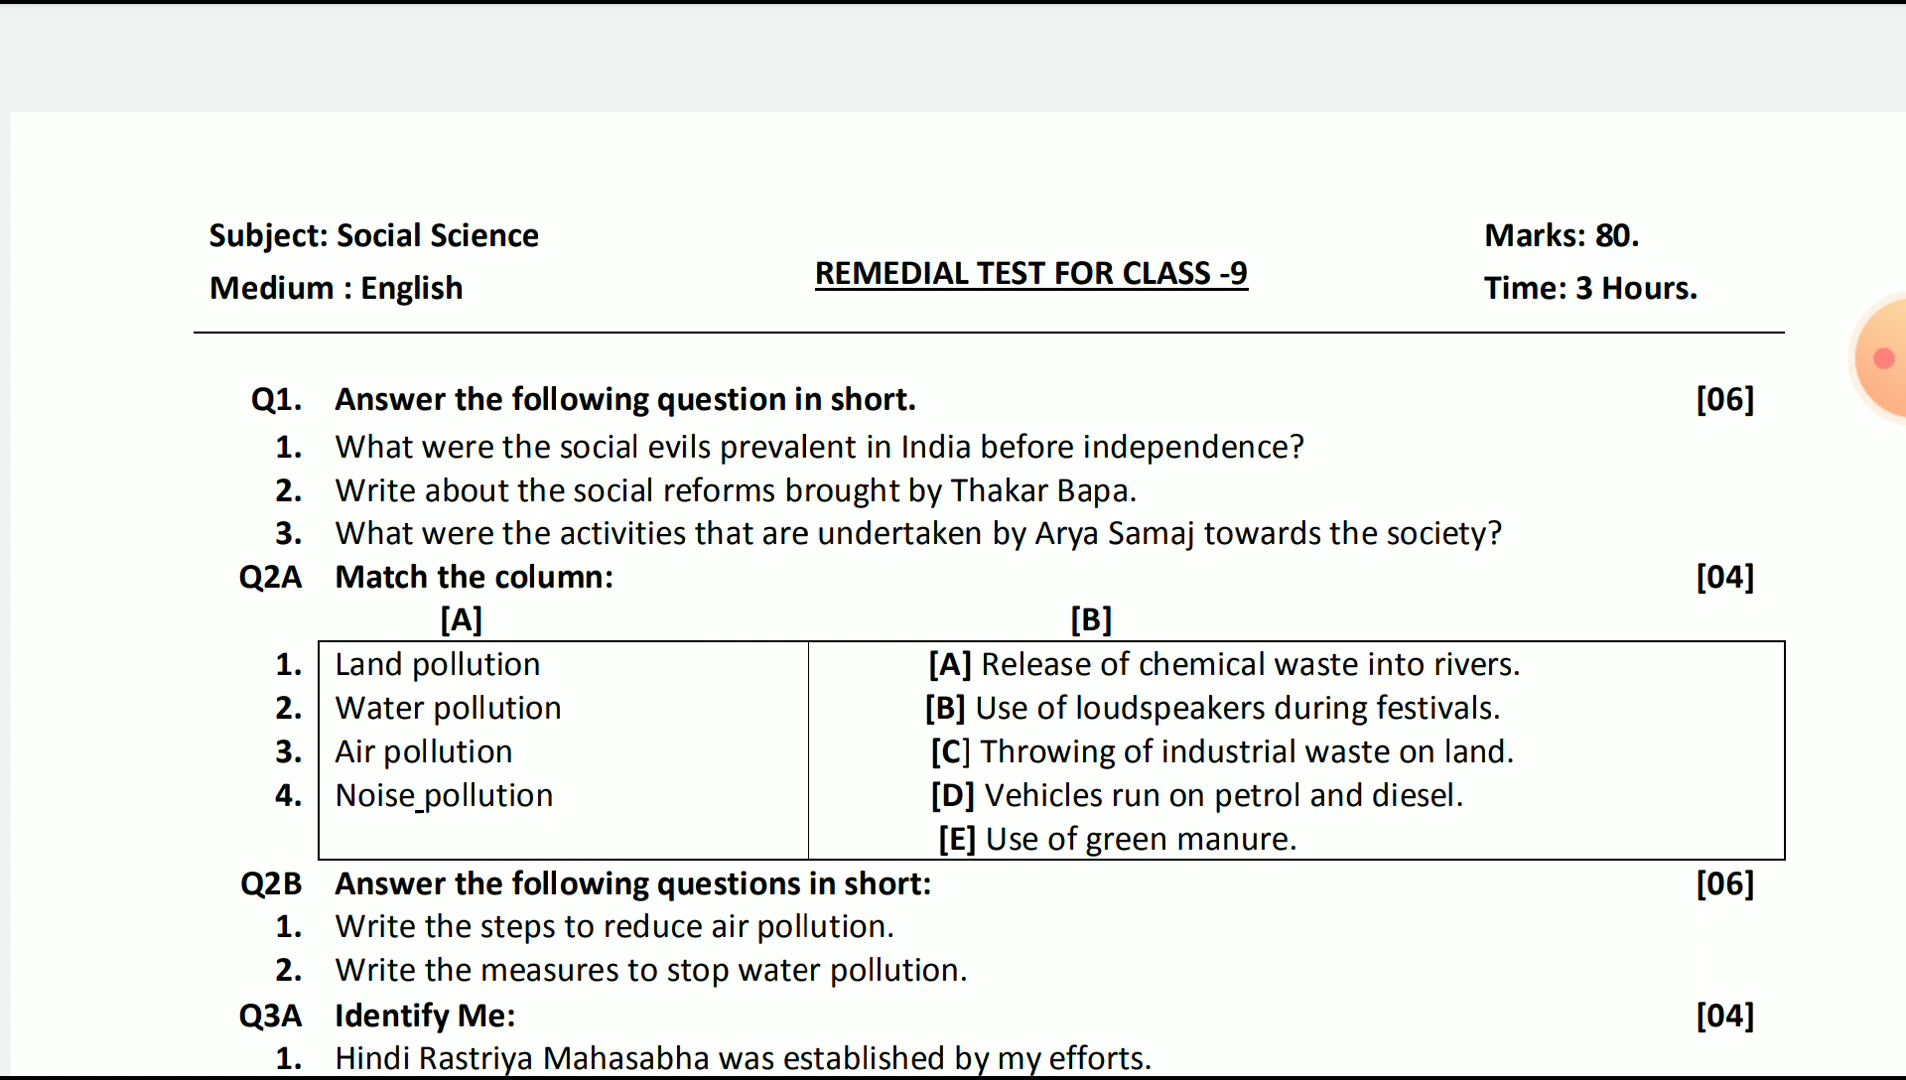 Subject: Social Science
Marks: 80.
REMEDIAL TEST FOR CLASS -9
Medium : English
Time: 3 Hours.
Q1. Answer the following question in short. [06]
1. What were the social evils prevalent in India before independence?
2. Write about the social reforms brought by Thakar Bapa.
3. What were the activities that are undertaken by Arya Samaj towards the society?
Q2A Match the column: [04]
[A] [B]
1. Land pollution [A] Release of chemical waste into rivers.
2. Water pollution [B] Use of loudspeakers during festivals.
3. Air pollution [C] Throwing of industrial waste on land.
4. Noise pollution [D] Vehicles run on petrol and diesel.
[E] Use of green manure.
Q2B Answer the following questions in short: [06]
1. Write the steps to reduce air pollution.
2. Write the measures to stop water pollution.
Q3A Identify Me: [04]
1. Hindi Rastriya Mahasabha was established by my efforts.